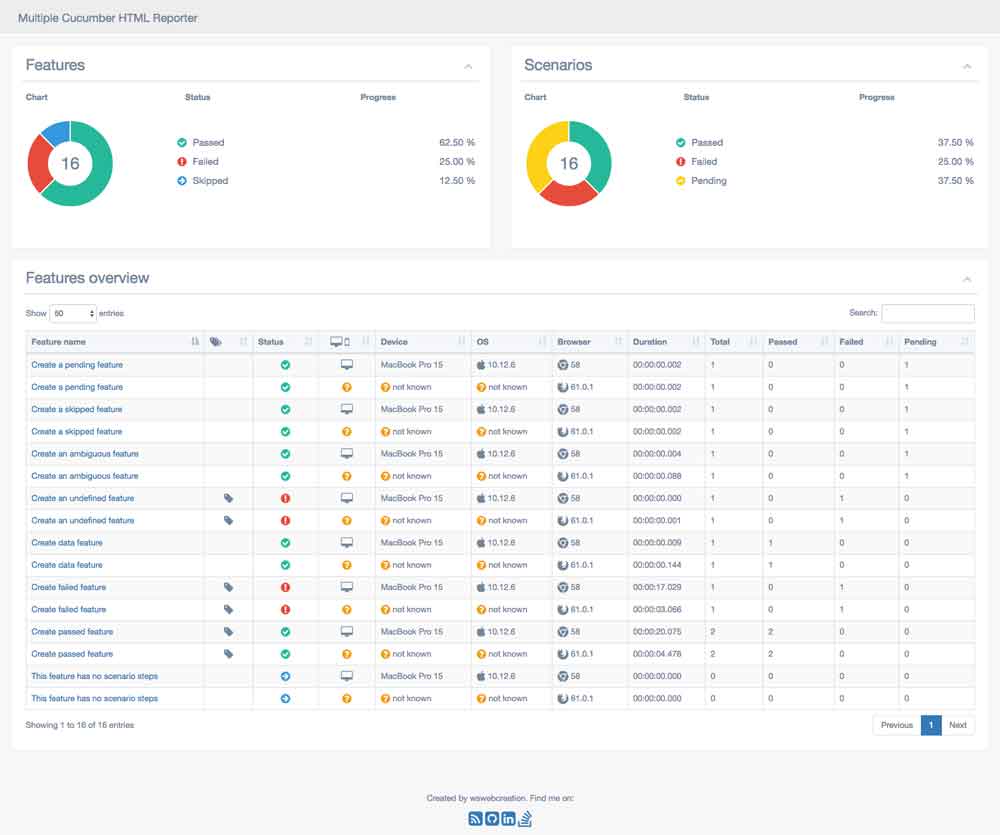 Multiple Cucumber HTML Reporter
Features
Chart Status Progress
16
Passed 62.50 %
Failed 25.00 %
Skipped 12.50 %
Scenarios
Chart Status Progress
16
Passed 37.50 %
Failed 25.00 %
Pending 37.50 %
Features overview
Show 50 entries Search:
Feature name Status Device OS Browser Duration Total Passed Failed Pending
Create a pending feature MacBook Pro 15 10.12.6 58 00:00:00.002 1 0 0 1
Create a pending feature ? ? not known ? not known 61.0.1 00:00:00.002 1 0 0 1
Create a skipped feature MacBook Pro 15 10.12.6 58 00:00:00.002 1 0 0 1
Create a skipped feature ? ? not known ? not known 61.0.1 00:00:00.002 1 0 0 1
Create an ambiguous feature MacBook Pro 15 10.12.6 58 00:00:00.004 1 0 0 1
Create an ambiguous feature ? ? not known ? not known 61.0.1 00:00:00.088 1 0 0 1
Create an undefined feature MacBook Pro 15 10.12.6 58 00:00:00.000 1 0 1 0
Create an undefined feature ? ? not known ? not known 61.0.1 00:00:00.001 1 0 1 0
Create data feature MacBook Pro 15 10.12.6 58 00:00:00.009 1 1 0 0
Create data feature ? ? not known ? not known 61.0.1 00:00:00.144 1 1 0 0
Create failed feature MacBook Pro 15 10.12.6 58 00:00:17.029 1 0 1 0
Create failed feature ? ? not known ? not known 61.0.1 00:00:03.066 1 0 1 0
Create passed feature MacBook Pro 15 10.12.6 58 00:00:20.075 2 2 0 0
Create passed feature ? ? not known ? not known 61.0.1 00:00:04.478 2 2 0 0
This feature has no scenario steps MacBook Pro 15 10.12.6 58 00:00:00.000 0 0 0 0
This feature has no scenario steps ? ? not known ? not known 61.0.1 00:00:00.000 0 0 0 0
Showing 1 to 16 of 16 entries Previous 1 Next
Created by wswebcreation. Find me on: